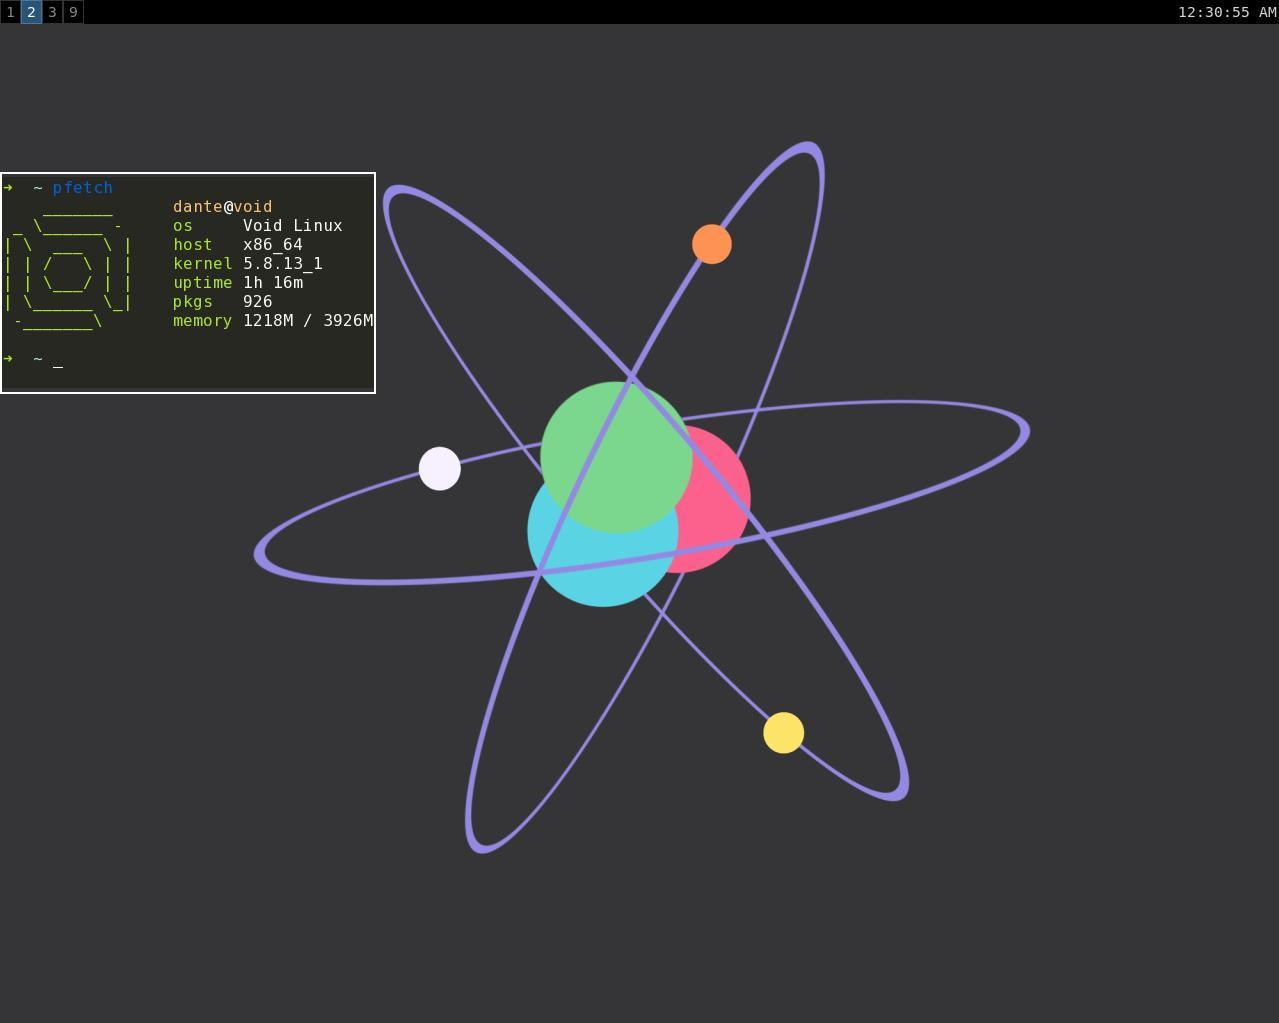 1 2 3 9 12:30:55 AM
➜ ~ pfetch
dante@void
os Void Linux
host x86_64
kernel 5.8.13_1
uptime 1h 16m
pkgs 926
memory 1218M / 3926M
➜ ~ _